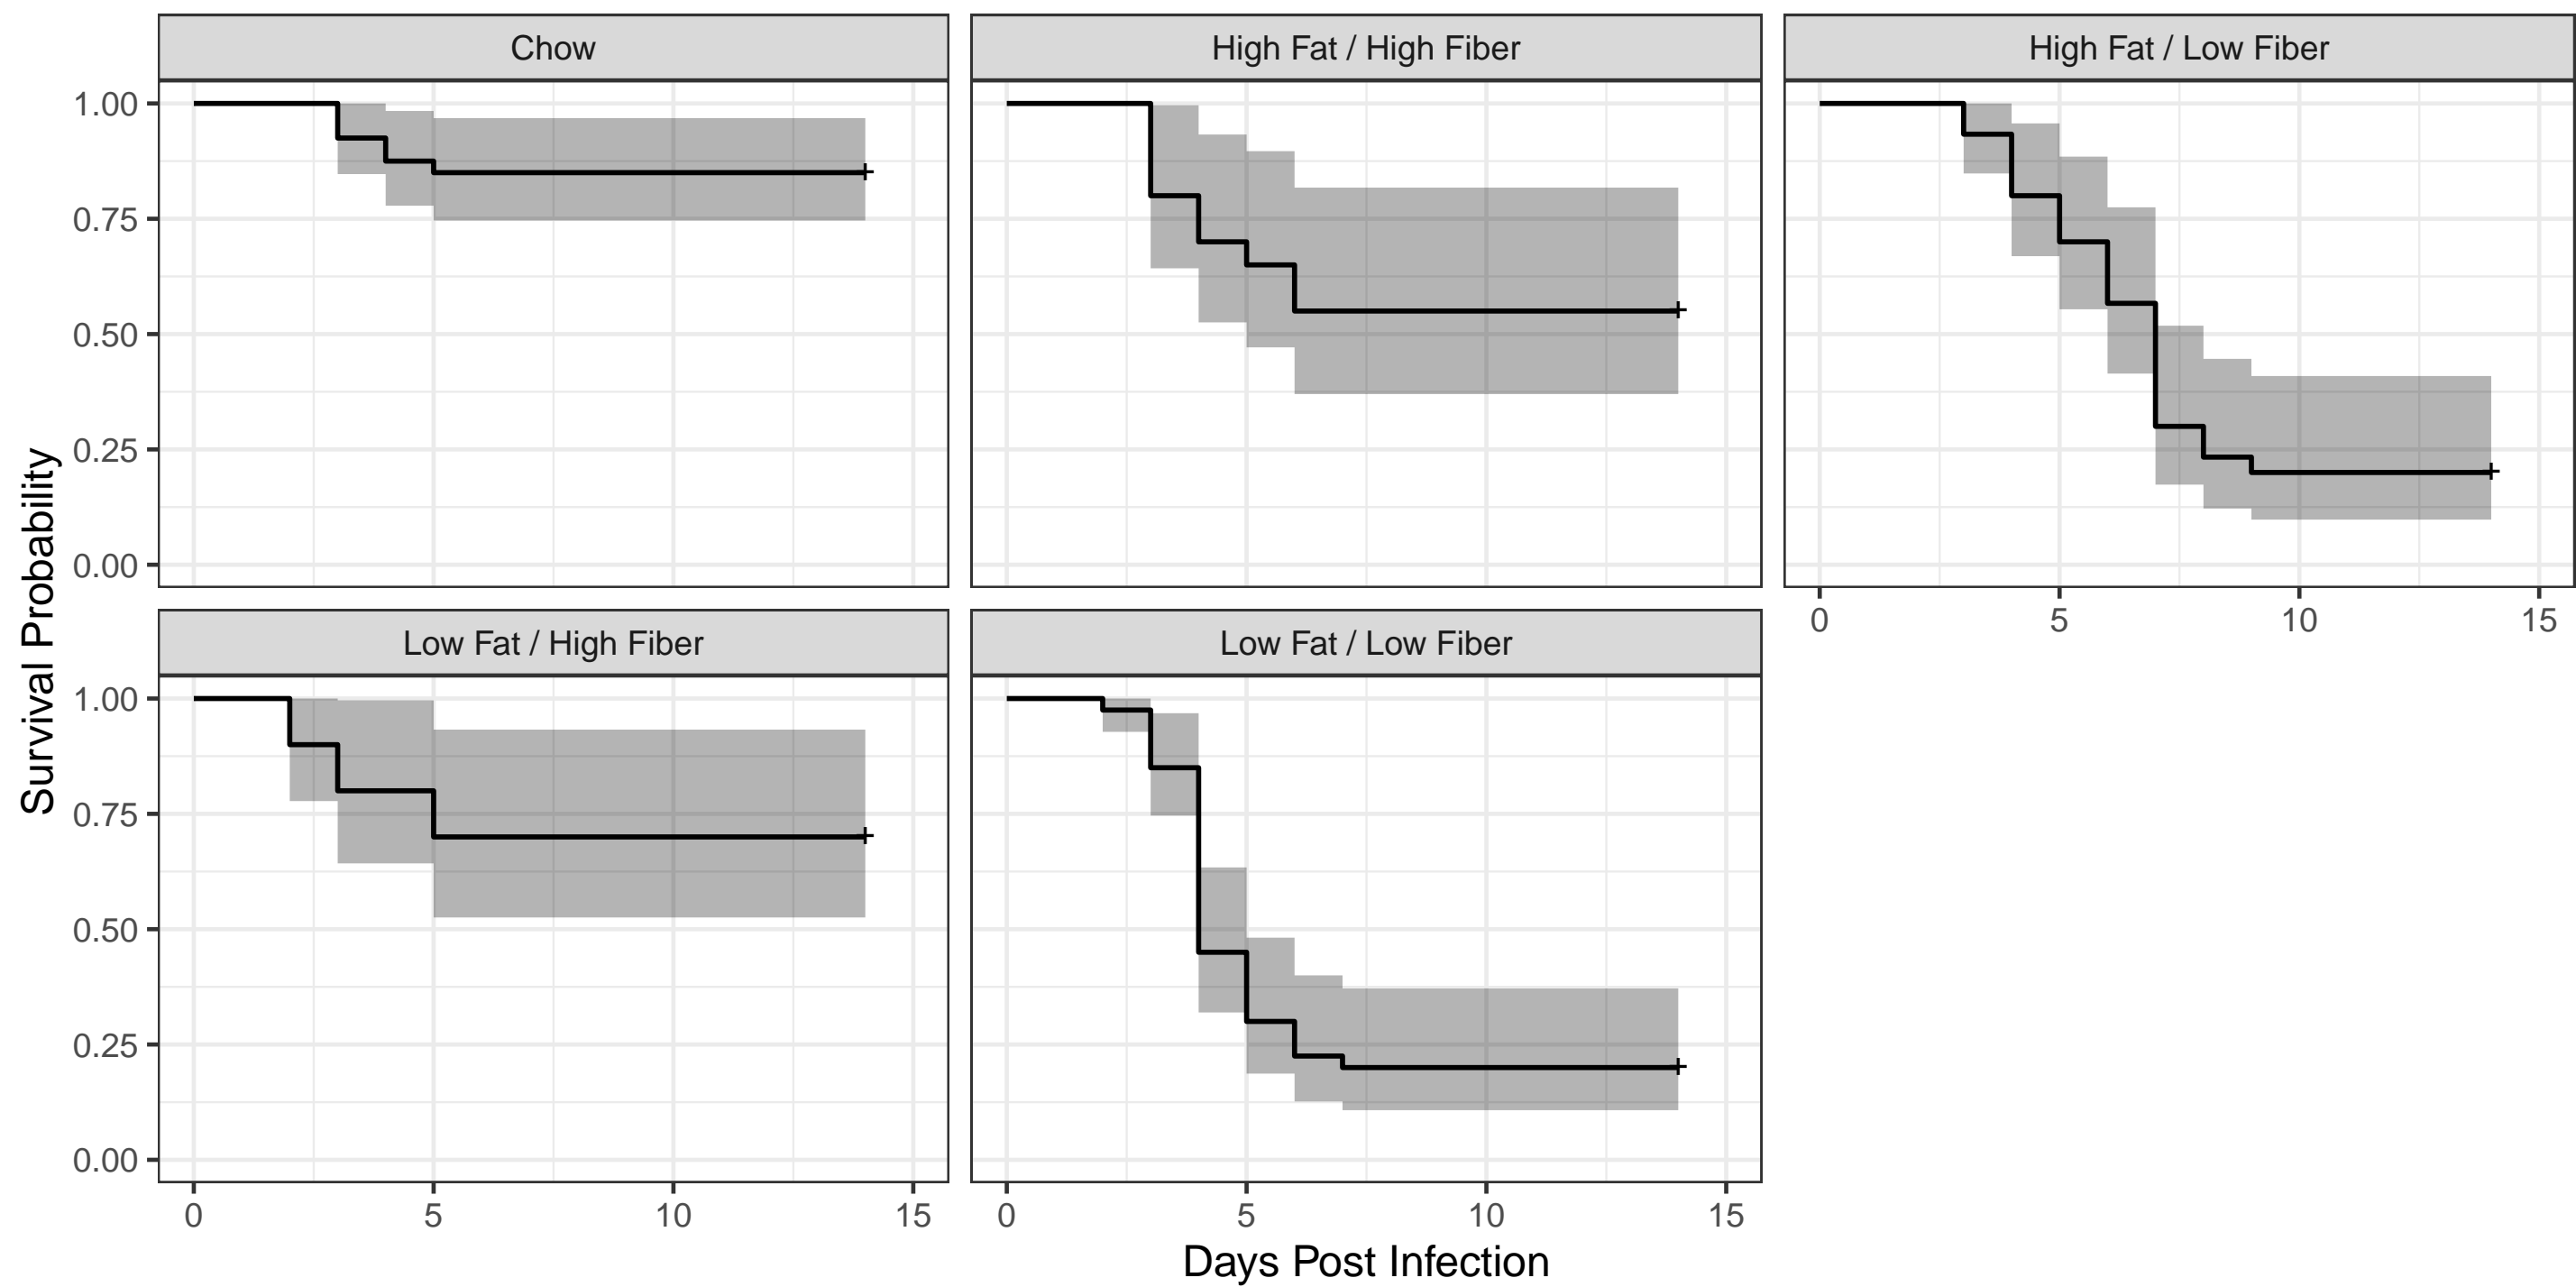 Chow
High Fat / High Fiber
High Fat / Low Fiber
1.00
0.75
0.50
0.25
0.00
0 5 10 15
Low Fat / High Fiber
Low Fat / Low Fiber
1.00
0.75
0.50
0.25
0.00
0 5 10 15
0 5 10 15
Survival Probability
Days Post Infection